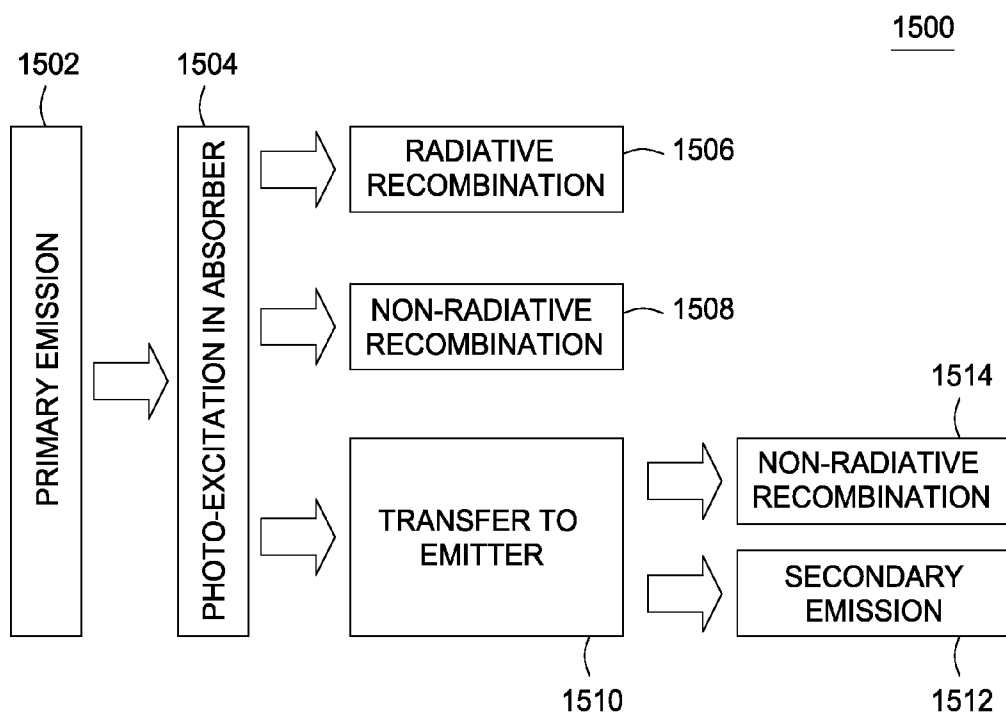 1500
1502
1504
PRIMARY EMISSION
PHOTO-EXCITATION IN ABSORBER
RADIATIVE
RECOMBINATION
1506
NON-RADIATIVE
RECOMBINATION
1508
TRANSFER TO
EMITTER
1510
1514
NON-RADIATIVE
RECOMBINATION
SECONDARY
EMISSION
1512